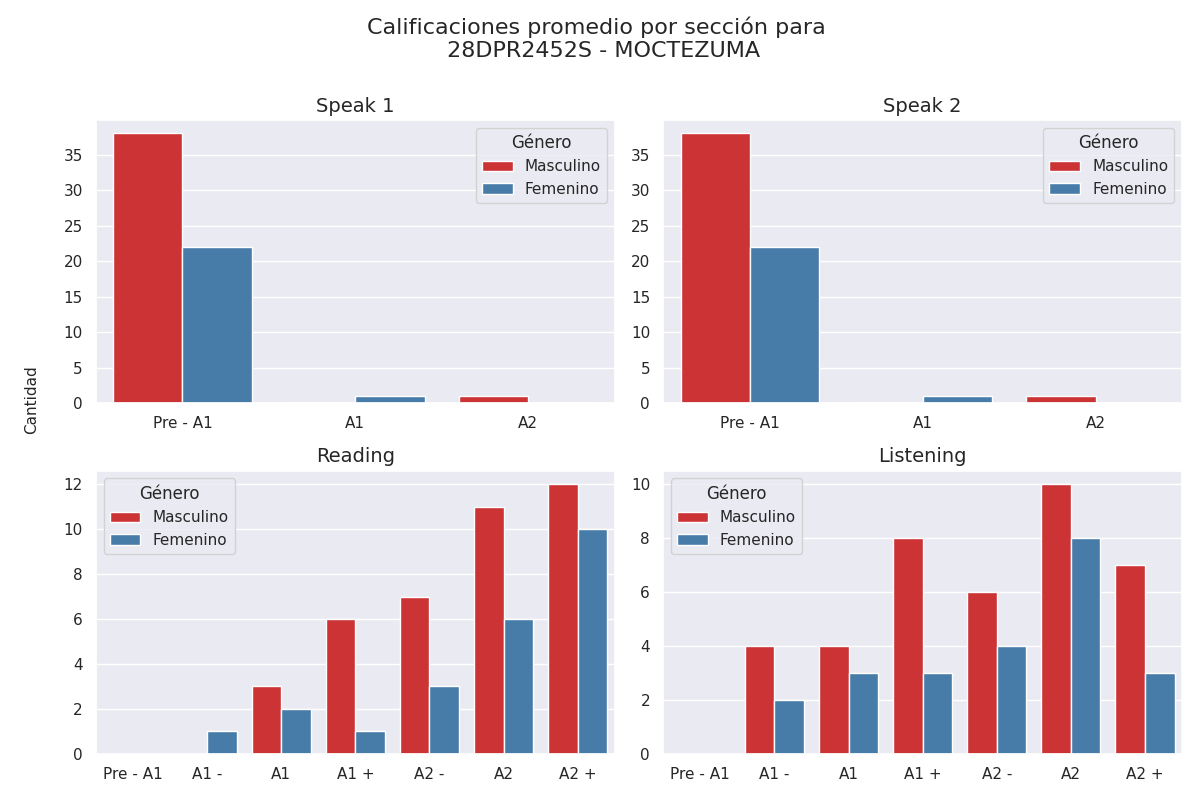 Calificaciones promedio por sección para
28DPR2452S - MOCTEZUMA
Cantidad
Speak 1
Género
Masculino
Femenino
35
30
25
20
15
10
5
0
Pre - A1 A1 A2
Speak 2
Género
Masculino
Femenino
35
30
25
20
15
10
5
0
Pre - A1 A1 A2
Reading
Género
Masculino
Femenino
12
10
8
6
4
2
0
Pre - A1 A1 - A1 A1 + A2 - A2 A2 +
Listening
Género
Masculino
Femenino
10
8
6
4
2
0
Pre - A1 A1 - A1 A1 + A2 - A2 A2 +